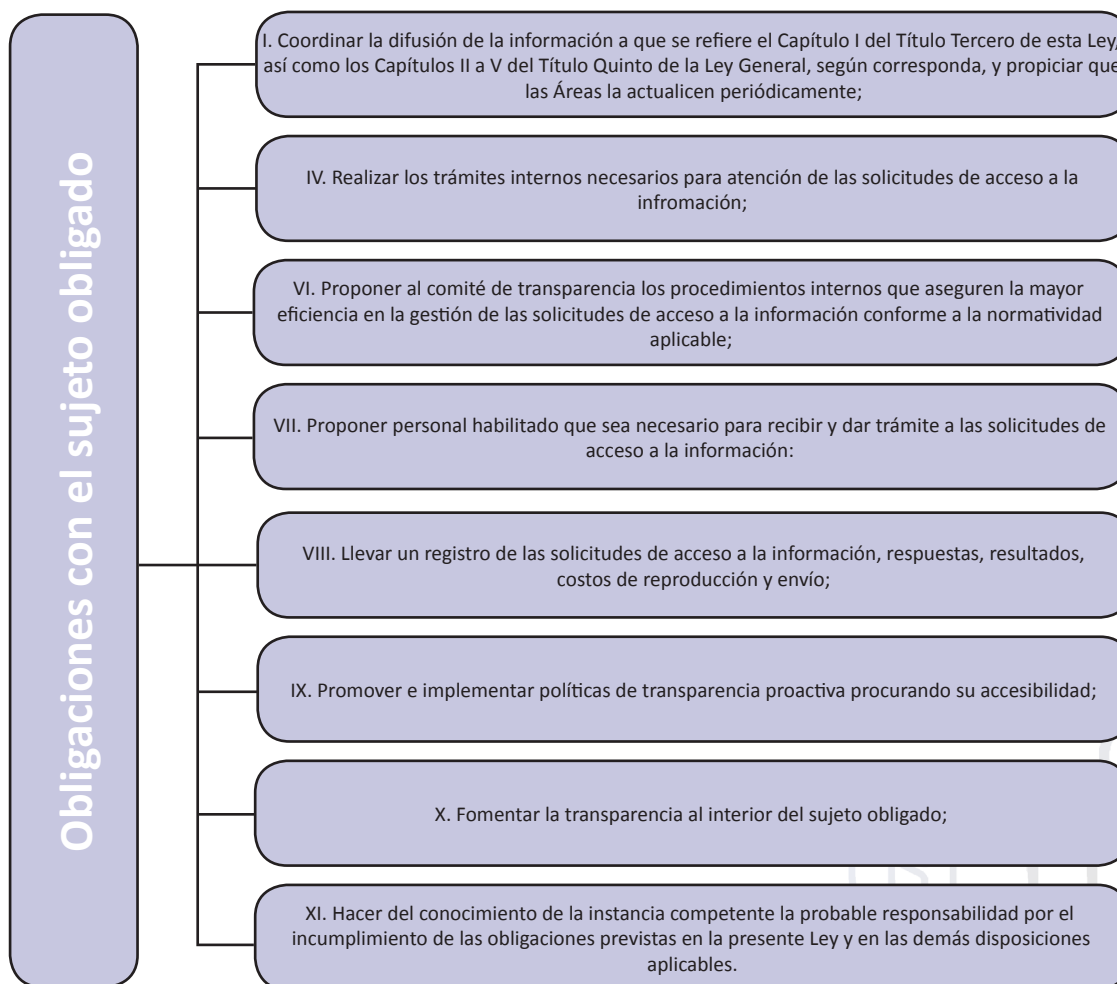 Obligaciones con el sujeto obligado
I. Coordinar la difusión de la información a que se refiere el Capítulo I del Título Tercero de esta Ley,
así como los Capítulos II a V del Título Quinto de la Ley General, según corresponda, y propiciar que
las Áreas la actualicen periódicamente;
IV. Realizar los trámites internos necesarios para atención de las solicitudes de acceso a la
infromación;
VI. Proponer al comité de transparencia los procedimientos internos que aseguren la mayor
eficiencia en la gestión de las solicitudes de acceso a la información conforme a la normatividad
aplicable;
VII. Proponer personal habilitado que sea necesario para recibir y dar trámite a las solicitudes de
acceso a la información:
VIII. Llevar un registro de las solicitudes de acceso a la información, respuestas, resultados,
costos de reproducción y envío;
IX. Promover e implementar políticas de transparencia proactiva procurando su accesibilidad;
X. Fomentar la transparencia al interior del sujeto obligado;
XI. Hacer del conocimiento de la instancia competente la probable responsabilidad por el
incumplimiento de las obligaciones previstas en la presente Ley y en las demás disposiciones
aplicables.